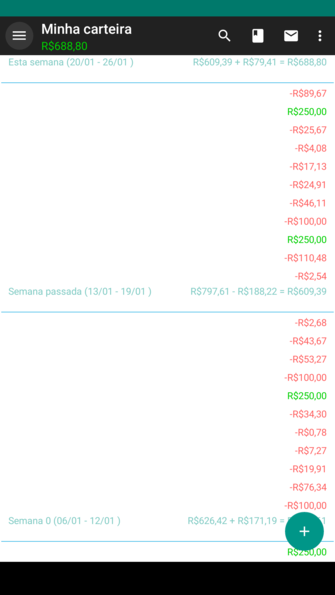 Minha carteira
R$688,80
Esta semana (20/01 - 26/01 ) R$609,39 + R$79,41 = R$688,80
-R$89,67
R$250,00
-R$25,67
-R$4,08
-R$17,13
-R$24,91
-R$46,11
-R$100,00
R$250,00
-R$110,48
-R$2,54
Semana passada (13/01 - 19/01 ) R$797,61 - R$188,22 = R$609,39
-R$2,68
-R$43,67
-R$53,27
-R$100,00
R$250,00
-R$34,30
-R$0,78
-R$7,27
-R$19,91
-R$76,34
-R$100,00
Semana 0 (06/01 - 12/01 ) R$626,42 + R$171,19 =
R$250,00